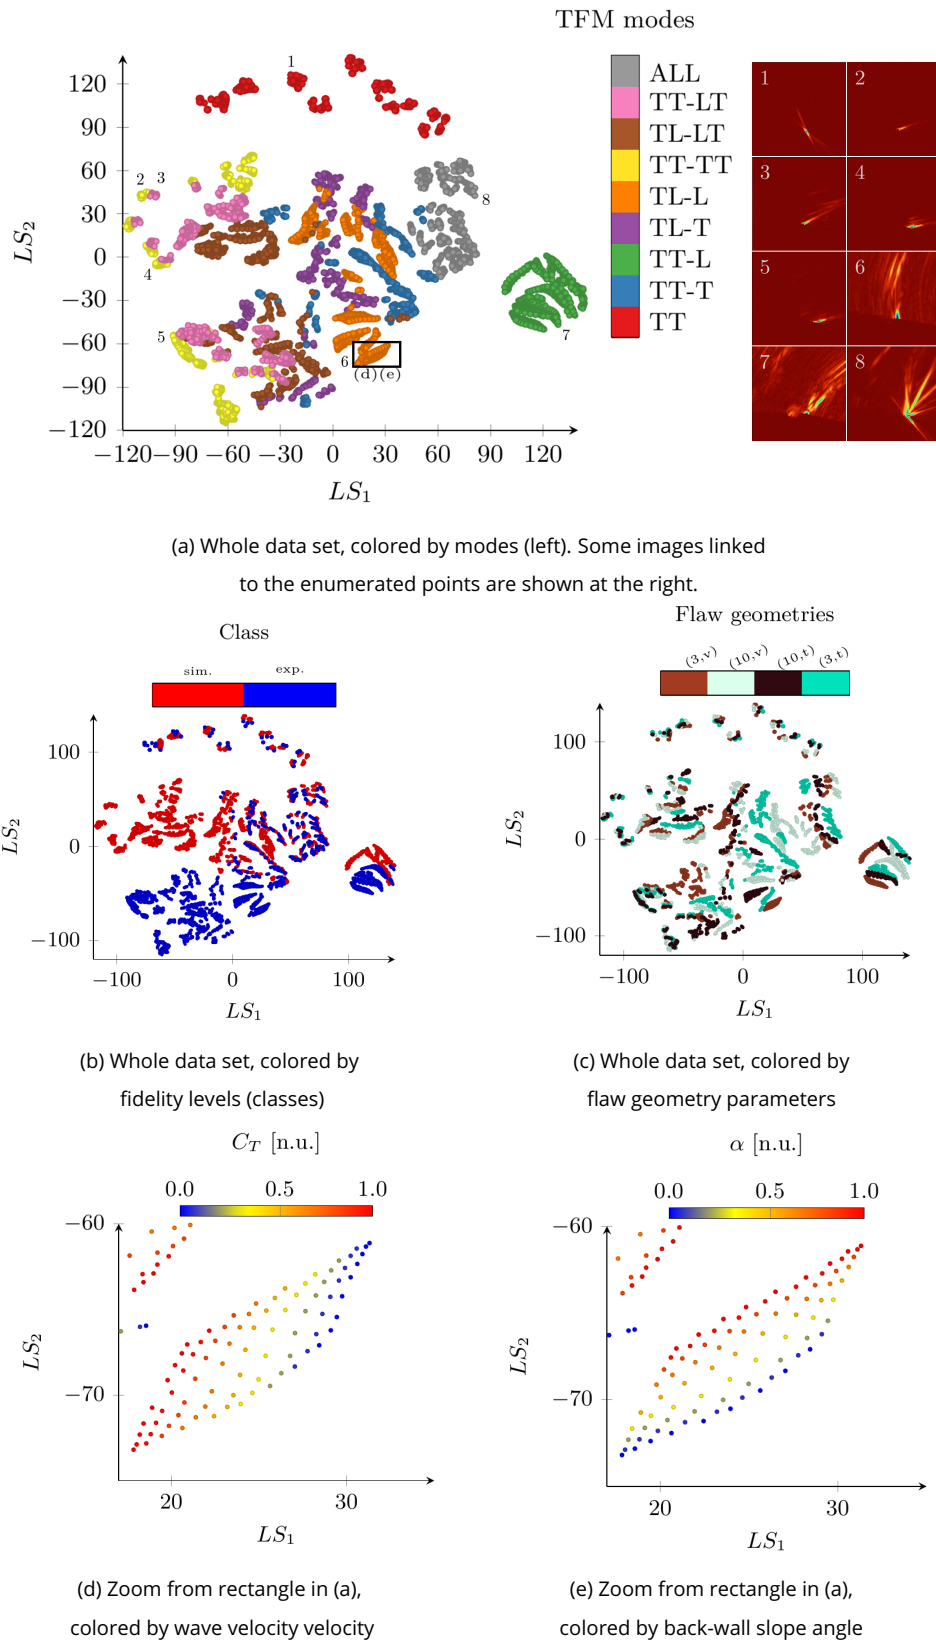 TFM modes
120
90
60
30
0
−30
−60
−90
−120
LS2
−120 −90 −60 −30 0 30 60 90 120
LS1
1
2 3
4
5
6
7
8
(d) (e)
ALL
TT-LT
TL-LT
TT-TT
TL-L
TL-T
TT-L
TT-T
TT
1 2
3 4
5 6
7 8
(a) Whole data set, colored by modes (left). Some images linked
to the enumerated points are shown at the right.
Class
sim. exp.
100
0
−100
LS2
−100 0 100
LS1
Flaw geometries
(3,v) (10,v) (10,t) (3,t)
100
0
−100
LS2
−100 0 100
LS1
(b) Whole data set, colored by
fidelity levels (classes)
(c) Whole data set, colored by
flaw geometry parameters
CT [n.u.]
0.0 0.5 1.0
−60
−70
LS2
20 30
LS1
α [n.u.]
0.0 0.5 1.0
−60
−70
LS2
20 30
LS1
(d) Zoom from rectangle in (a),
colored by wave velocity velocity
(e) Zoom from rectangle in (a),
colored by back-wall slope angle